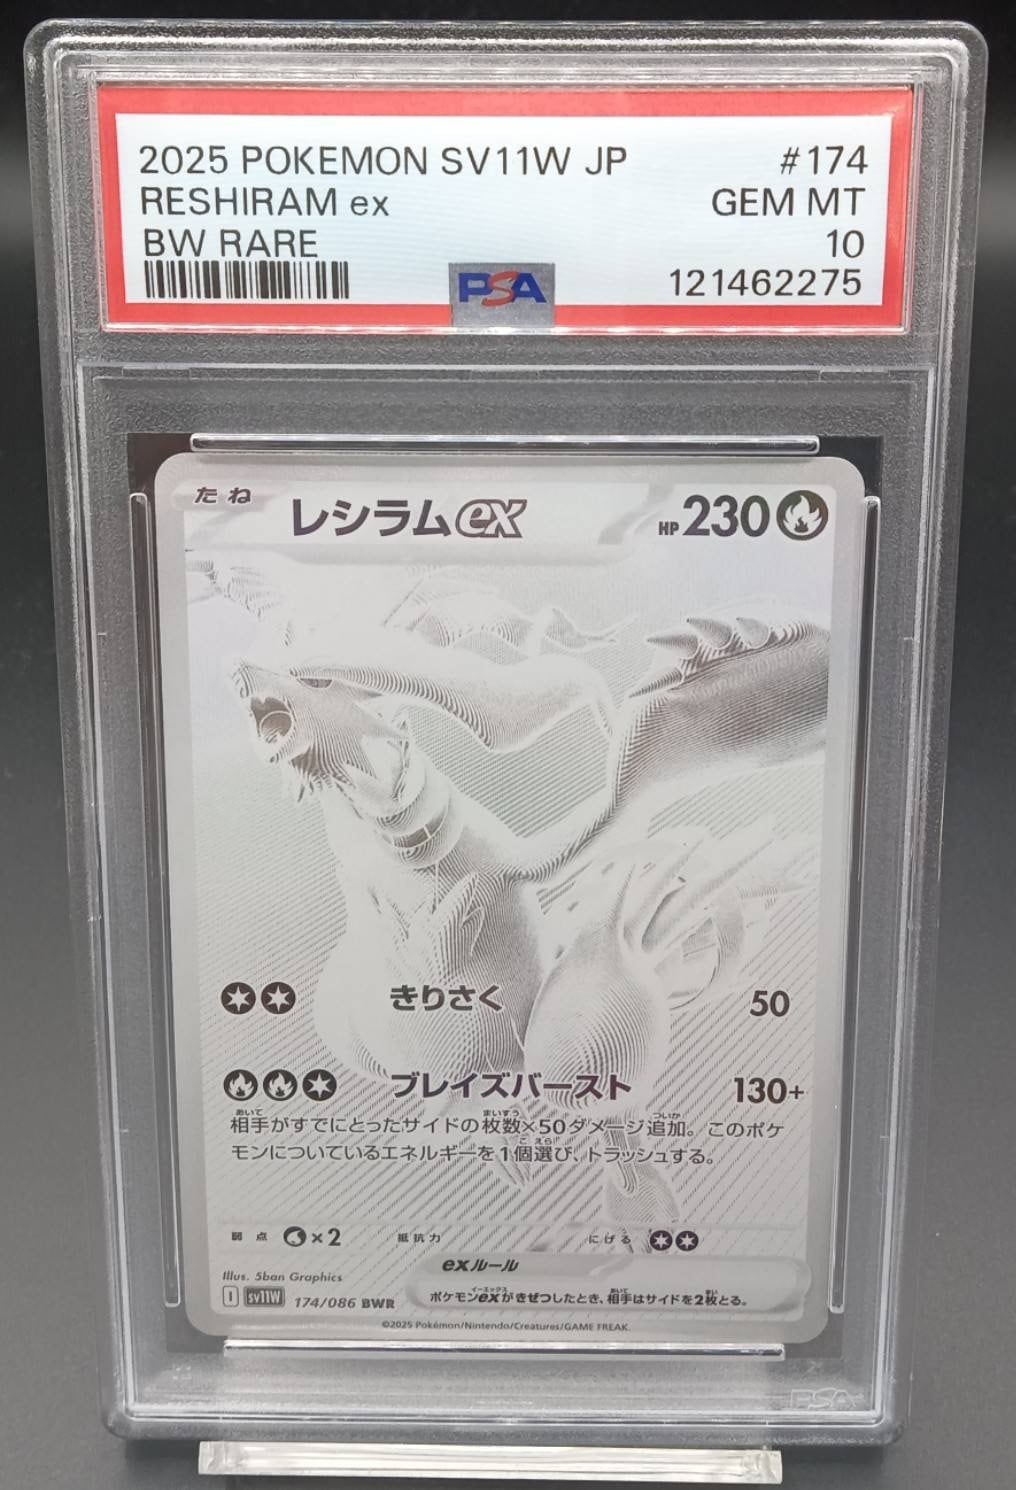 2025 POKEMON SV11W JP #174
RESHIRAM ex GEM MT
BW RARE 10
PSA 121462275
たね レシラムex HP230
きりさく 50
ブレイズバースト 130+
相手がすでにとったサイドの枚数×50ダメージ追加。このポケ
モンについているエネルギーを1個選び、トラッシュする。
弱点 ×2 抵抗力 にげる
exルール
Illus. 5ban Graphics
ポケモンexがきぜつしたとき、相手はサイドを2枚とる。
I sv11W 174/086 BWR
©2025 Pokémon/Nintendo/Creatures/GAME FREAK.
PSA